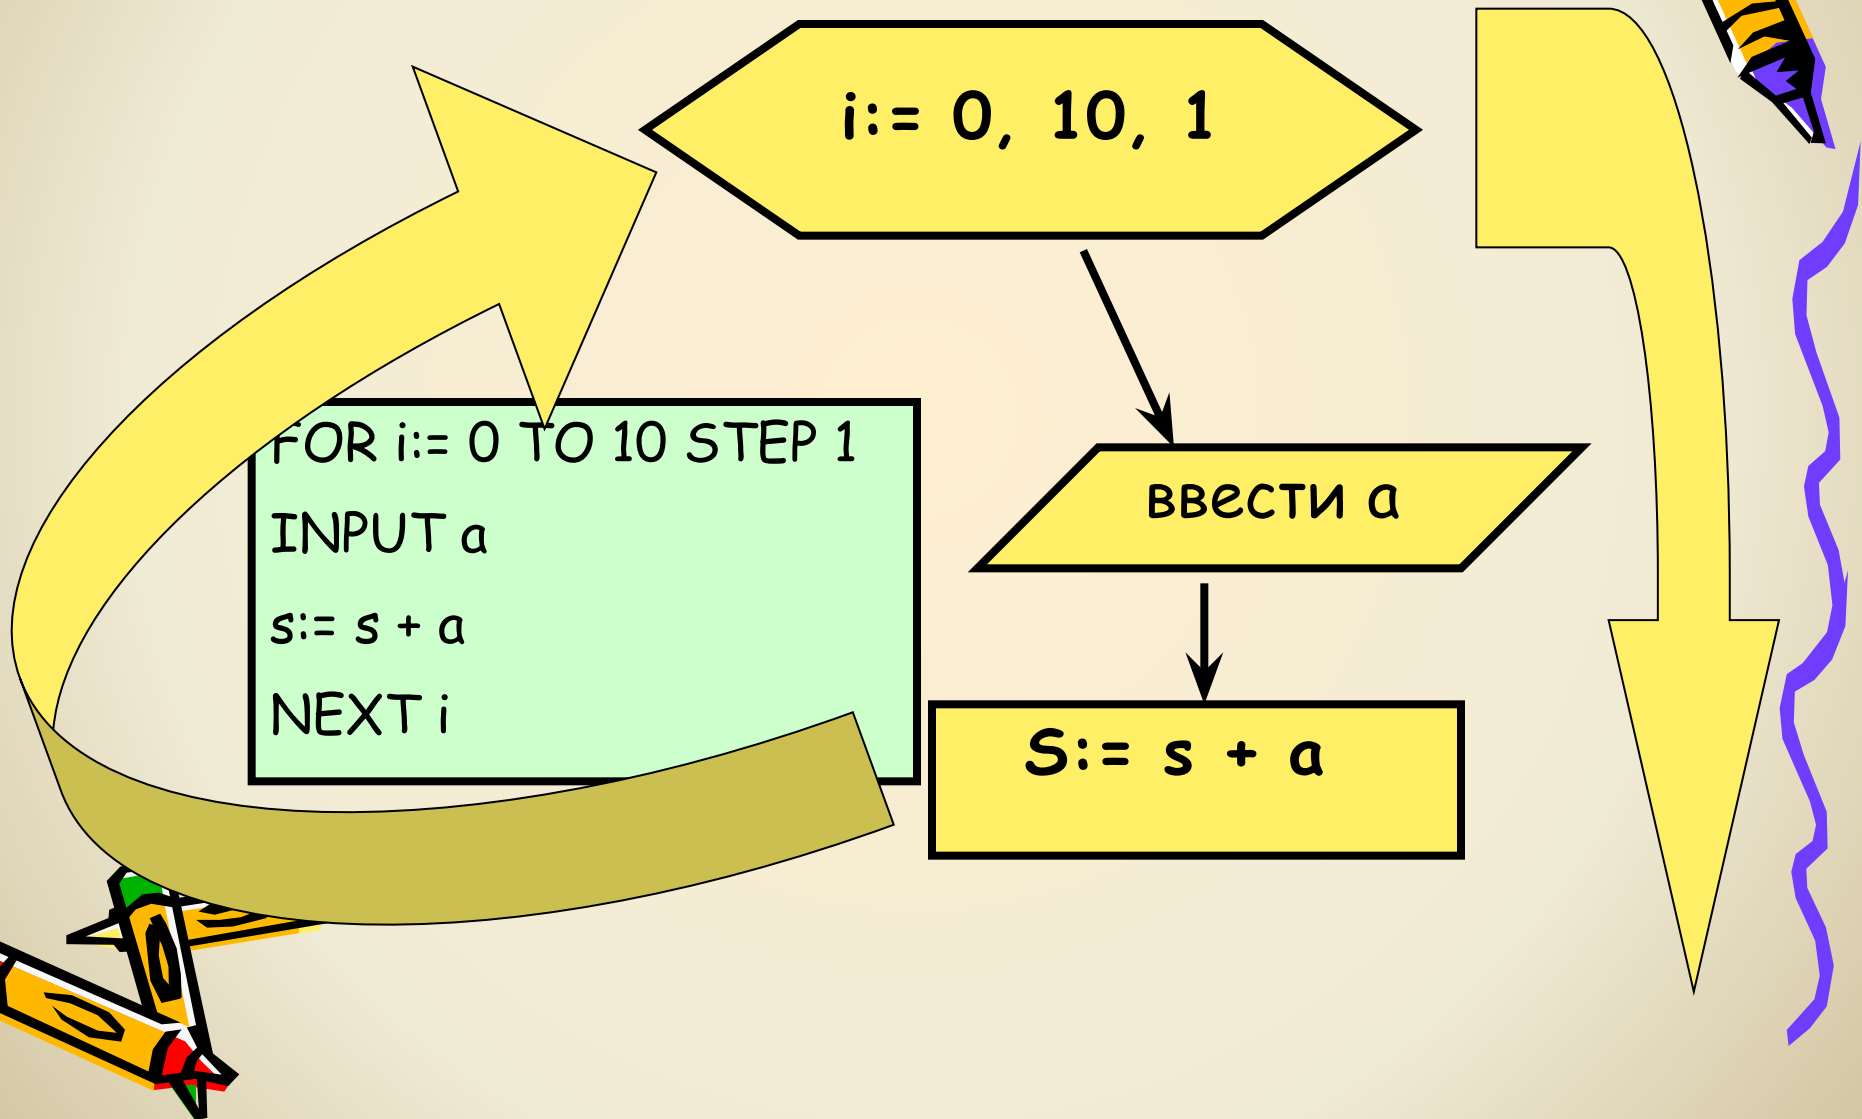 i:= 0, 10, 1
FOR i:= 0 TO 10 STEP 1
INPUT a
s:= s + a
NEXT i
ввести a
S:= s + a